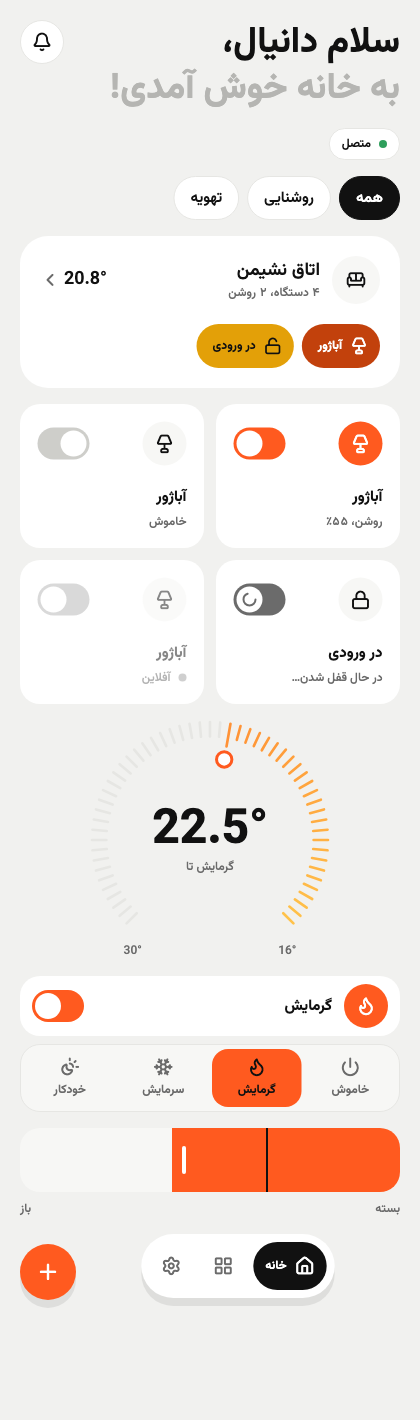 سلام دانیال،
به خانه خوش آمدی!
متصل
همه
روشنایی
تهویه
اتاق نشیمن
۴ دستگاه، ۲ روشن
20.8°
آباژور
در ورودی
آباژور
روشن، ۵۵٪
آباژور
خاموش
در ورودی
در حال قفل شدن...
آباژور
آفلاین
22.5°
گرمایش تا
16°
30°
گرمایش
خاموش
گرمایش
سرمایش
خودکار
بسته
باز
خانه